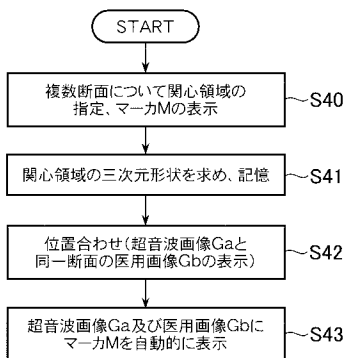 START
複数断面について関心領域の
指定、マーカMの表示
S40
関心領域の三次元形状を求め、記憶
S41
位置合わせ(超音波画像Gaと
同一断面の医用画像Gbの表示)
S42
超音波画像Ga及び医用画像Gbに
マーカMを自動的に表示
S43